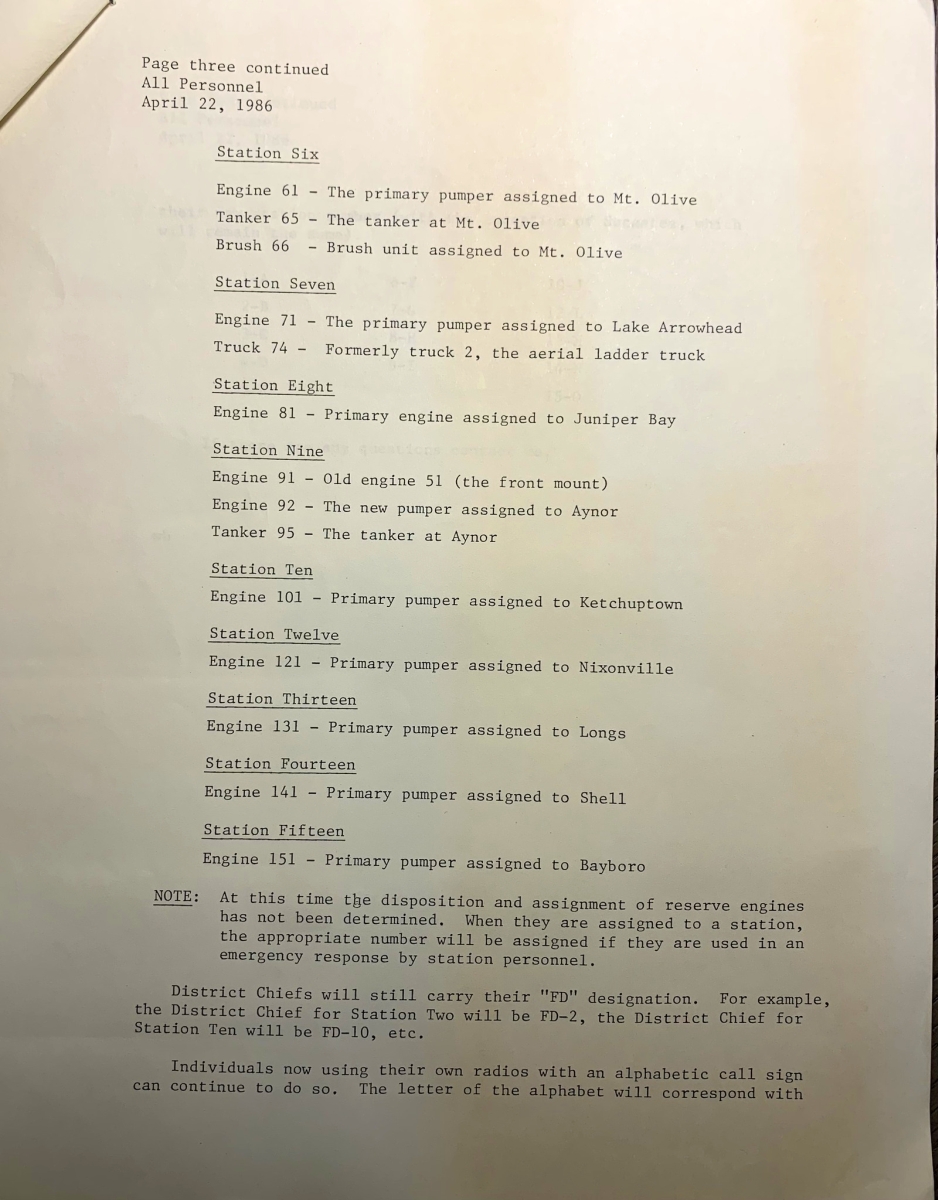 Page three continued
All Personnel
April 22, 1986
Station Six
Engine 61 - The primary pumper assigned to Mt. Olive
Tanker 65 - The tanker at Mt. Olive
Brush 66 - Brush unit assigned to Mt. Olive
Station Seven
Engine 71 - The primary pumper assigned to Lake Arrowhead
Truck 74 - Formerly truck 2, the aerial ladder truck
Station Eight
Engine 81 - Primary engine assigned to Juniper Bay
Station Nine
Engine 91 - Old engine 51 (the front mount)
Engine 92 - The new pumper assigned to Aynor
Tanker 95 - The tanker at Aynor
Station Ten
Engine 101 - Primary pumper assigned to Ketchuptown
Station Twelve
Engine 121 - Primary pumper assigned to Nixonville
Station Thirteen
Engine 131 - Primary pumper assigned to Longs
Station Fourteen
Engine 141 - Primary pumper assigned to Shell
Station Fifteen
Engine 151 - Primary pumper assigned to Bayboro
NOTE: At this time the disposition and assignment of reserve engines
has not been determined. When they are assigned to a station,
the appropriate number will be assigned if they are used in an
emergency response by station personnel.
District Chiefs will still carry their "FD" designation. For example,
the District Chief for Station Two will be FD-2, the District Chief for
Station Ten will be FD-10, etc.
Individuals now using their own radios with an alphabetic call sign
can continue to do so. The letter of the alphabet will correspond with